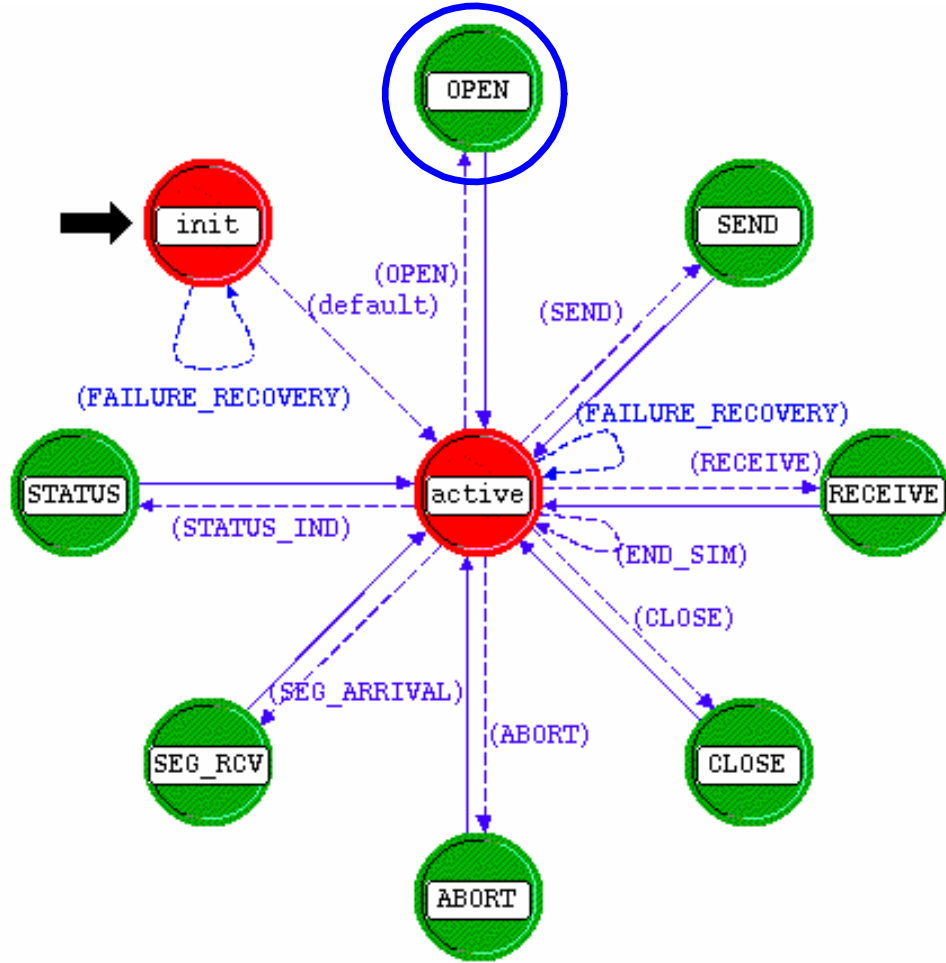 OPEN
init
SEND
(OPEN)
(default)
(SEND)
(FAILURE_RECOVERY)
(FAILURE_RECOVERY)
(RECEIVE)
STATUS
active
RECEIVE
(STATUS_IND)
(END_SIM)
(CLOSE)
(SEG_ARRIVAL)
(ABORT)
SEG_RCV
CLOSE
ABORT